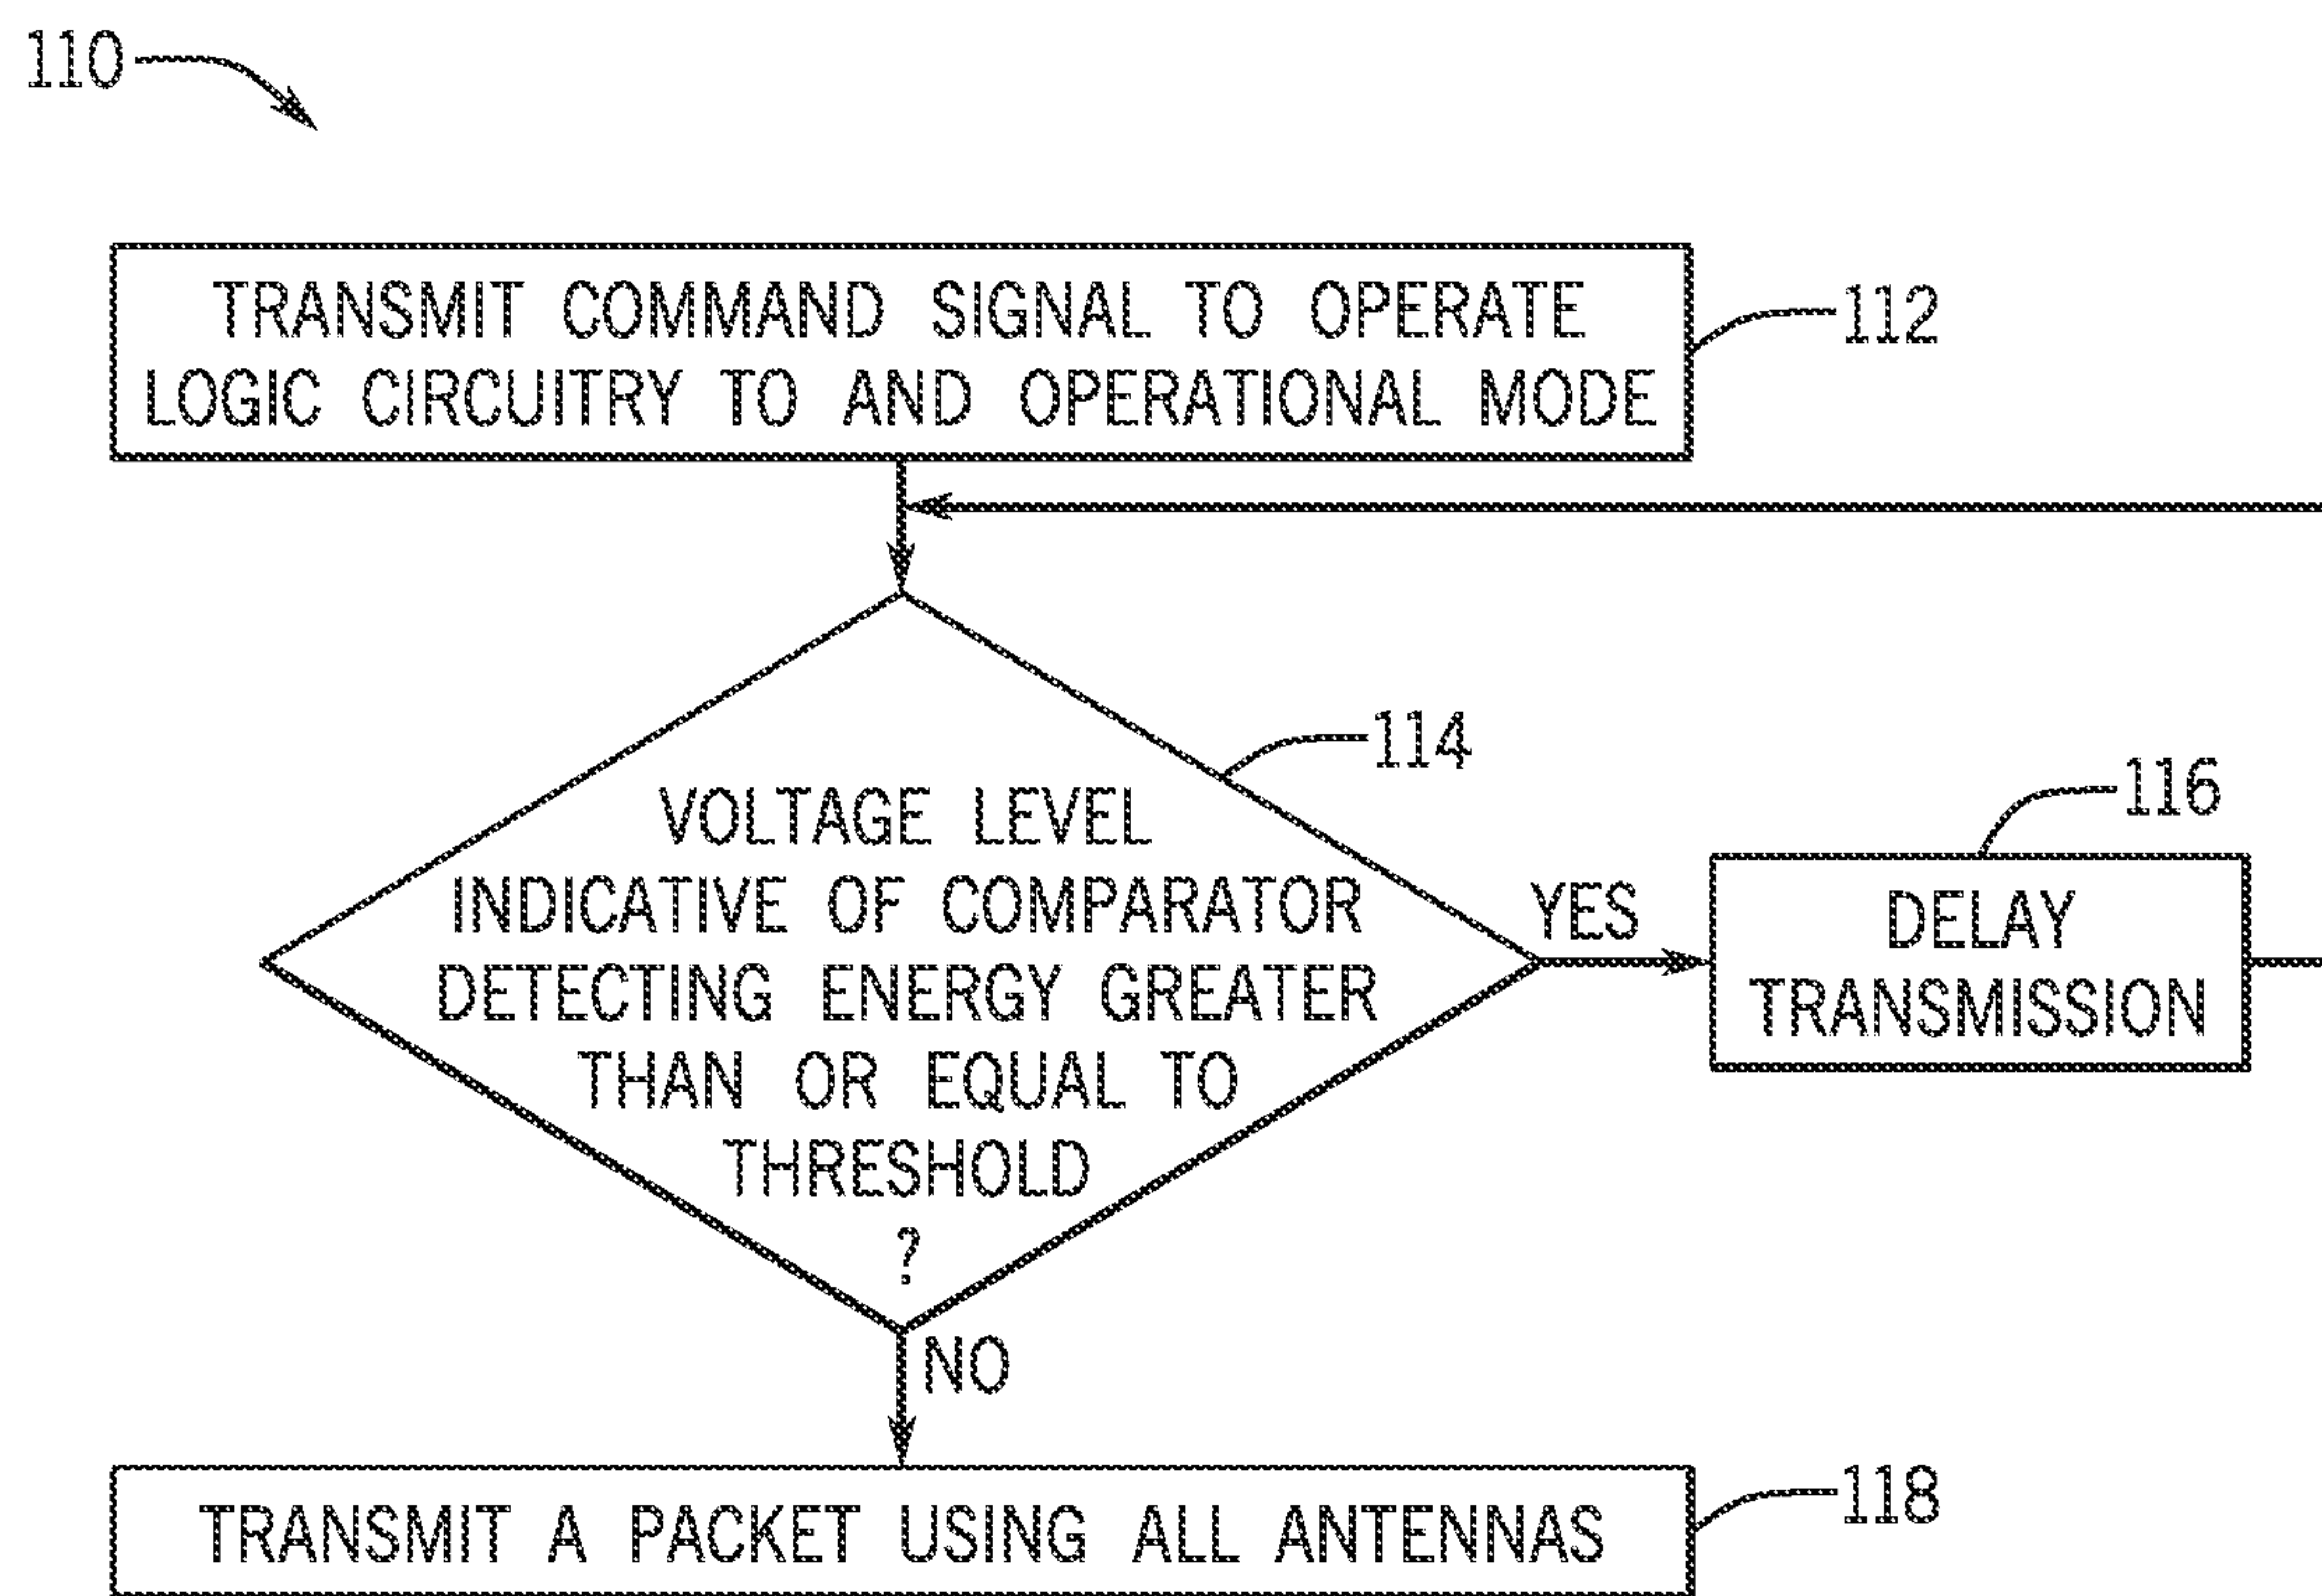 110
TRANSMIT COMMAND SIGNAL TO OPERATE
LOGIC CIRCUITRY TO AND OPERATIONAL MODE
112
114
VOLTAGE LEVEL
INDICATIVE OF COMPARATOR
DETECTING ENERGY GREATER
THAN OR EQUAL TO
THRESHOLD
?
YES
116
DELAY
TRANSMISSION
NO
TRANSMIT A PACKET USING ALL ANTENNAS
118